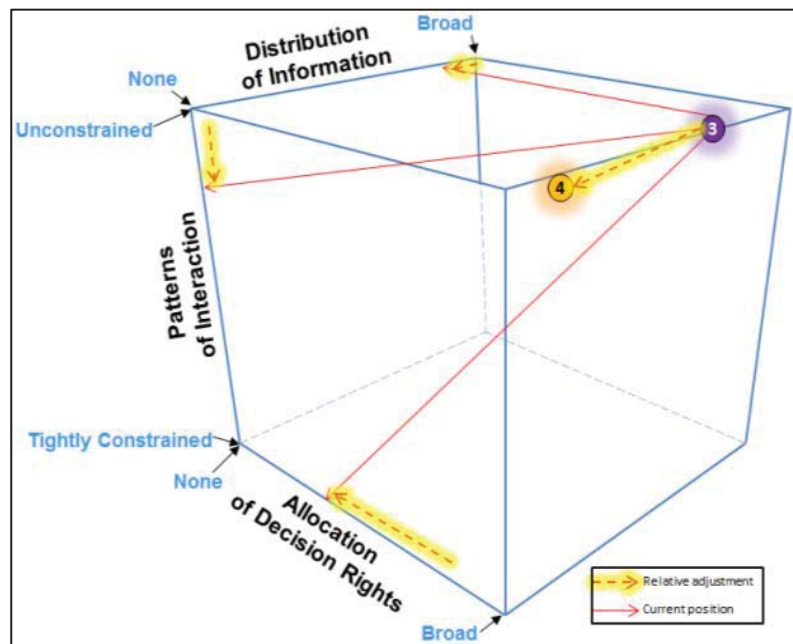 Broad
Distribution
of Information
None
Unconstrained
3
4
Patterns
of Interaction
Tightly Constrained
None
Allocation
of Decision Rights
Broad
Relative adjustment
Current position